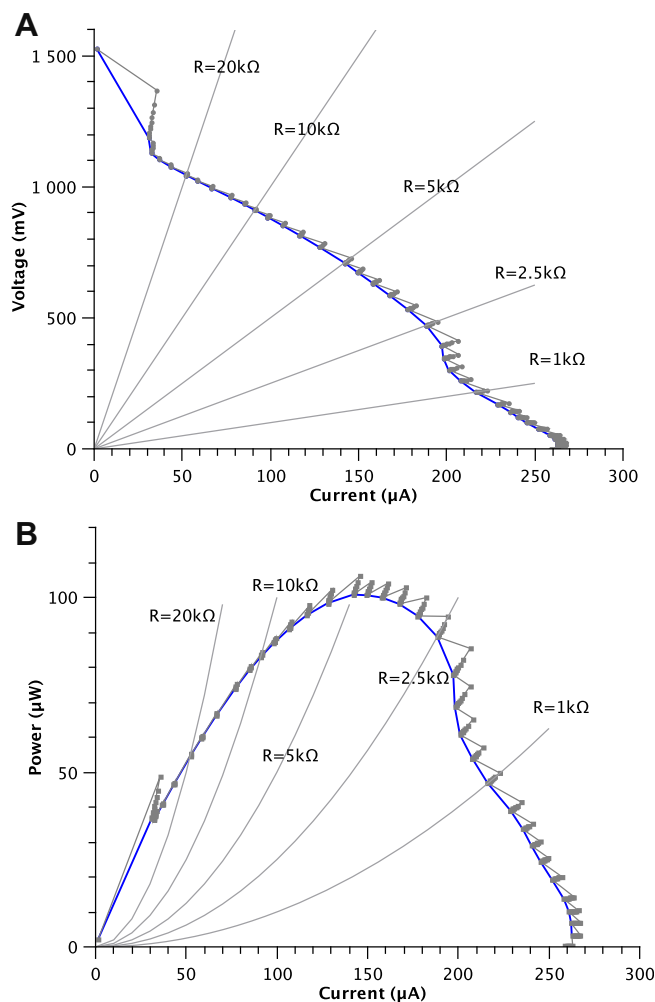 A
1 500
1 000
500
0
Voltage (mV)
R=20kΩ
R=10kΩ
R=5kΩ
R=2.5kΩ
R=1kΩ
0 50 100 150 200 250 300
Current (µA)
B
100
50
0
Power (µW)
R=10kΩ
R=20kΩ
R=2.5kΩ
R=1kΩ
R=5kΩ
0 50 100 150 200 250 300
Current (µA)